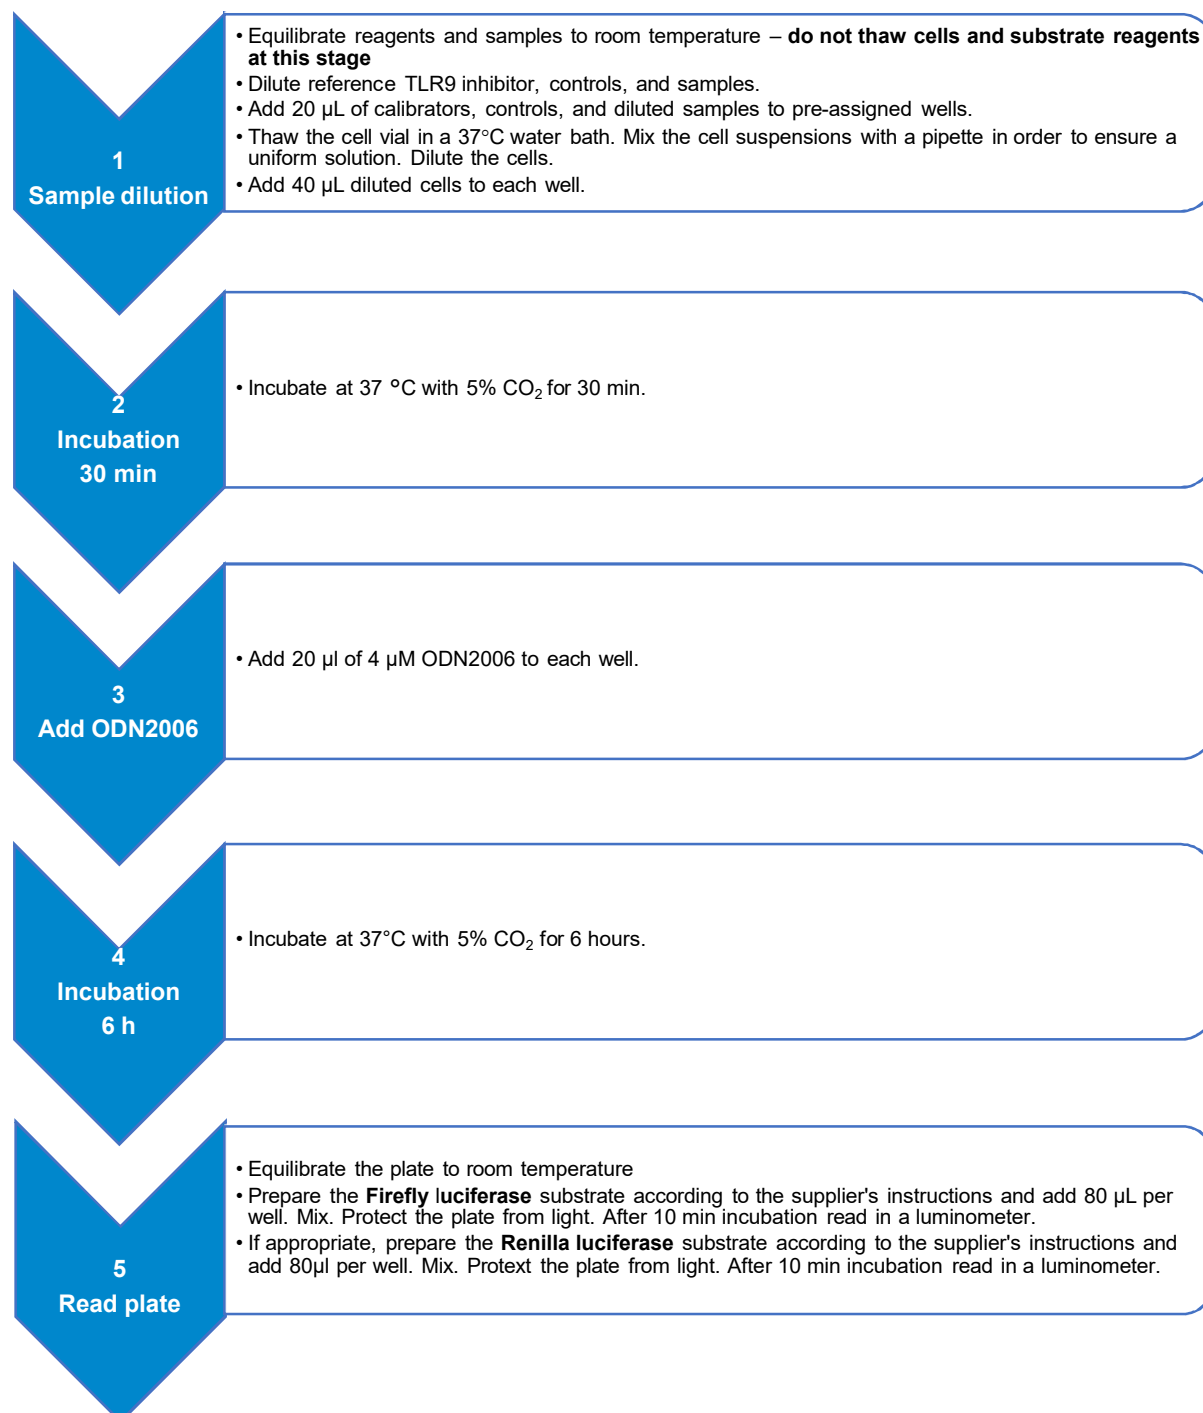 1
Sample dilution
• Equilibrate reagents and samples to room temperature – do not thaw cells and substrate reagents
at this stage
• Dilute reference TLR9 inhibitor, controls, and samples.
• Add 20 µL of calibrators, controls, and diluted samples to pre-assigned wells.
• Thaw the cell vial in a 37°C water bath. Mix the cell suspensions with a pipette in order to ensure a
uniform solution. Dilute the cells.
• Add 40 µL diluted cells to each well.
2
Incubation
30 min
• Incubate at 37 °C with 5% CO₂ for 30 min.
3
Add ODN2006
• Add 20 µl of 4 µM ODN2006 to each well.
4
Incubation
6 h
• Incubate at 37°C with 5% CO₂ for 6 hours.
5
Read plate
• Equilibrate the plate to room temperature
• Prepare the Firefly luciferase substrate according to the supplier's instructions and add 80 µL per
well. Mix. Protect the plate from light. After 10 min incubation read in a luminometer.
• If appropriate, prepare the Renilla luciferase substrate according to the supplier's instructions and
add 80µl per well. Mix. Protext the plate from light. After 10 min incubation read in a luminometer.